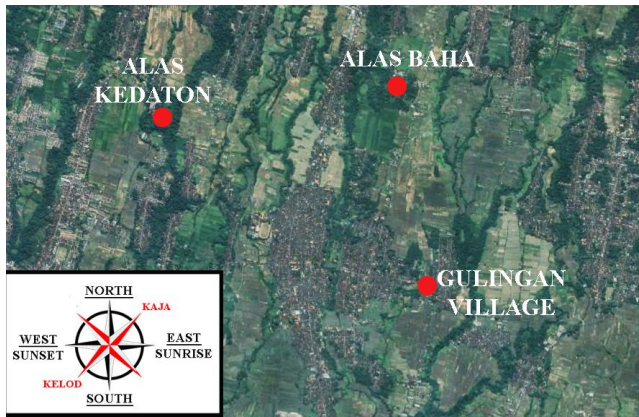 ALAS
KEDATON
ALAS BAHA
GULINGAN
VILLAGE
NORTH
KAJA
WEST
SUNSET
EAST
SUNRISE
KELOD
SOUTH